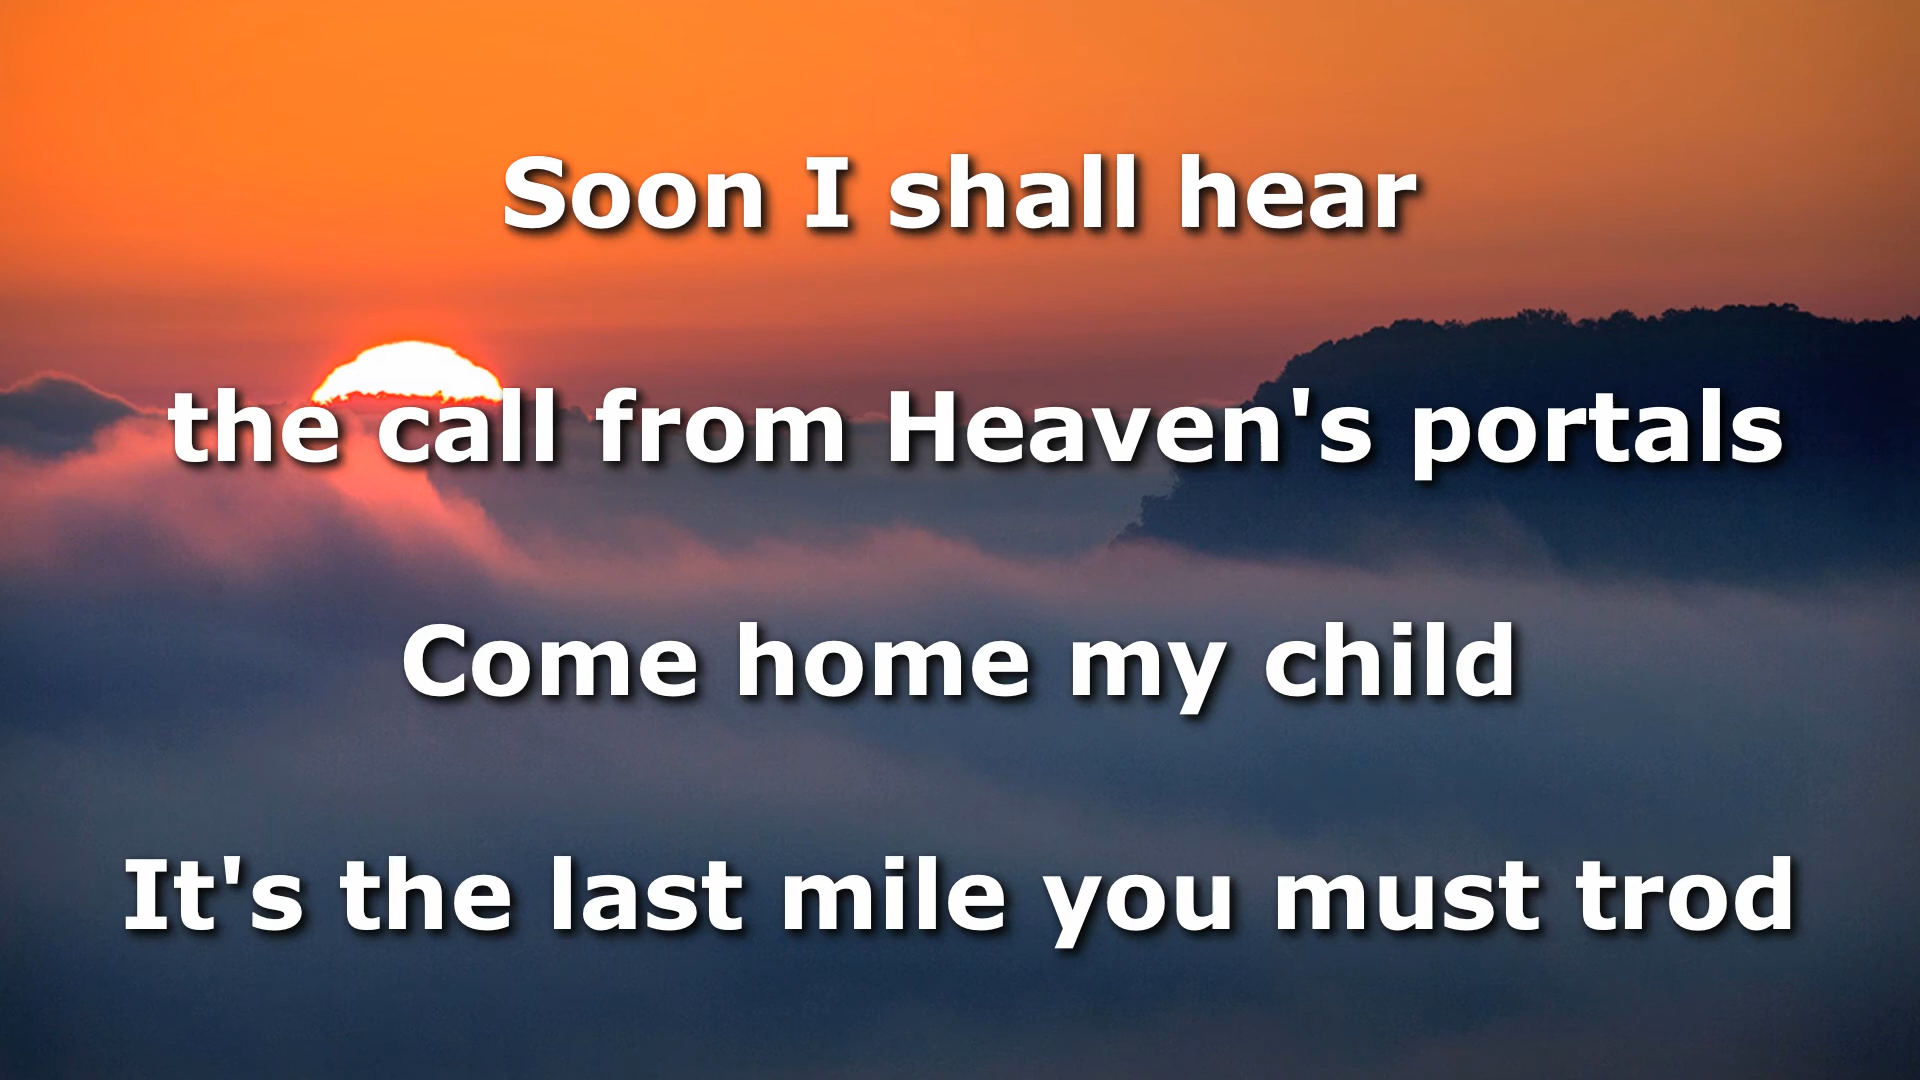 Soon I shall hear
the call from Heaven's portals
Come home my child
It's the last mile you must trod